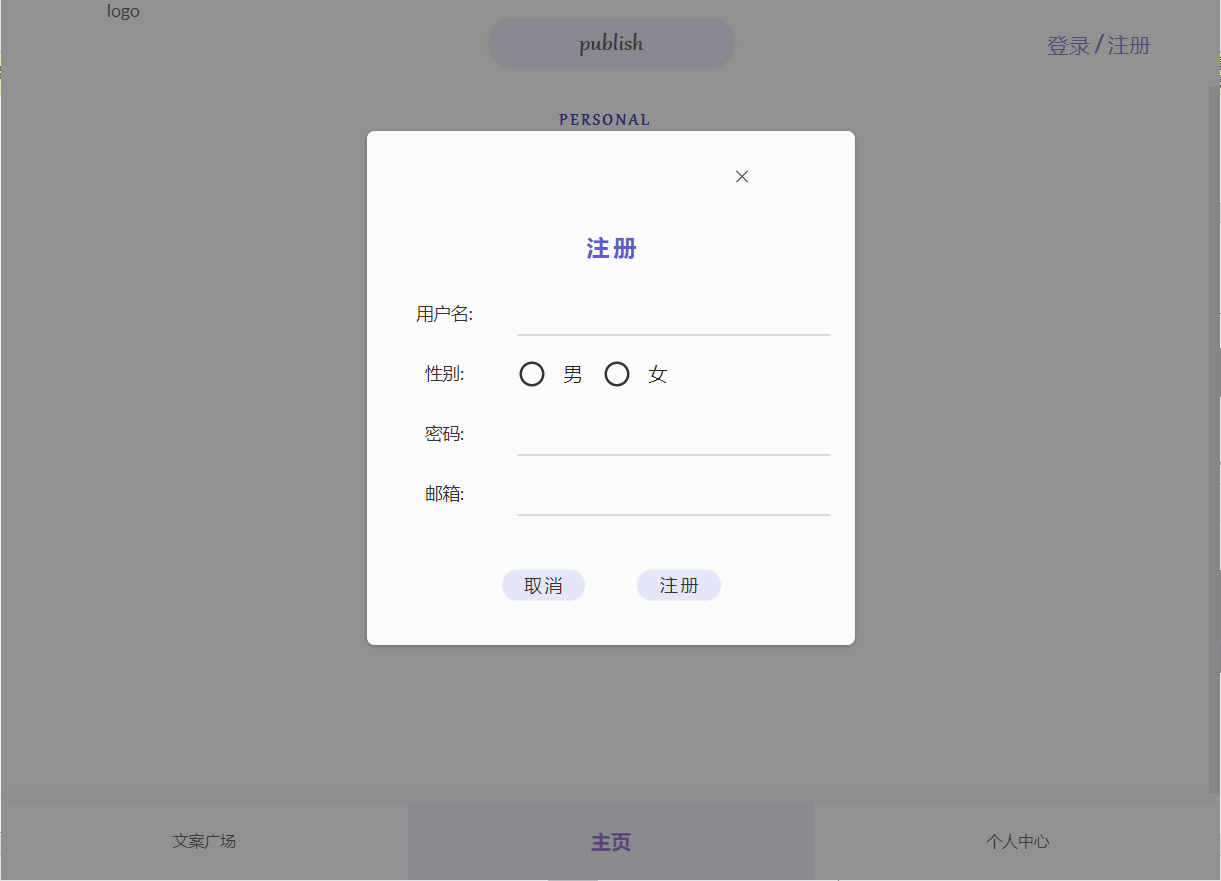 logo
publish
登录 / 注册
PERSONAL
注册
用户名:
性别: 男 女
密码:
邮箱:
取消 注册
文案广场 主页 个人中心